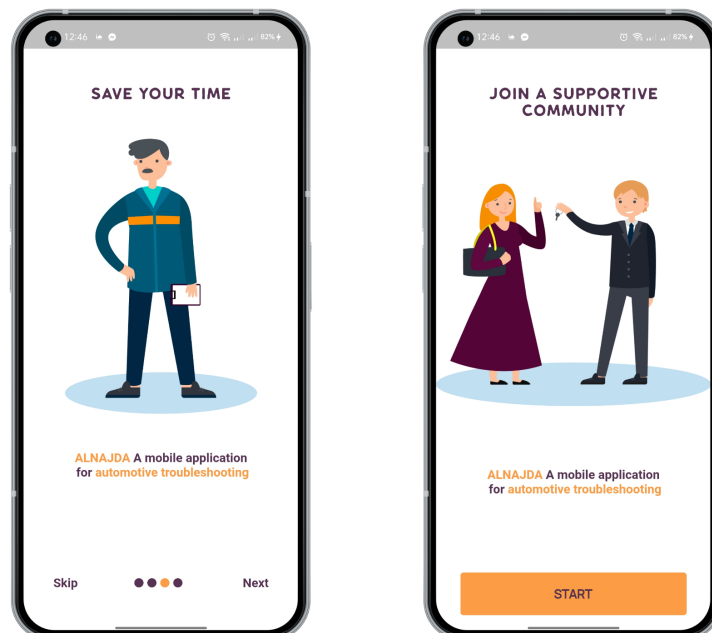 12:46
82%
SAVE YOUR TIME
ALNAJDA A mobile application
for automotive troubleshooting
Skip
Next
12:46
82%
JOIN A SUPPORTIVE
COMMUNITY
ALNAJDA A mobile application
for automotive troubleshooting
START